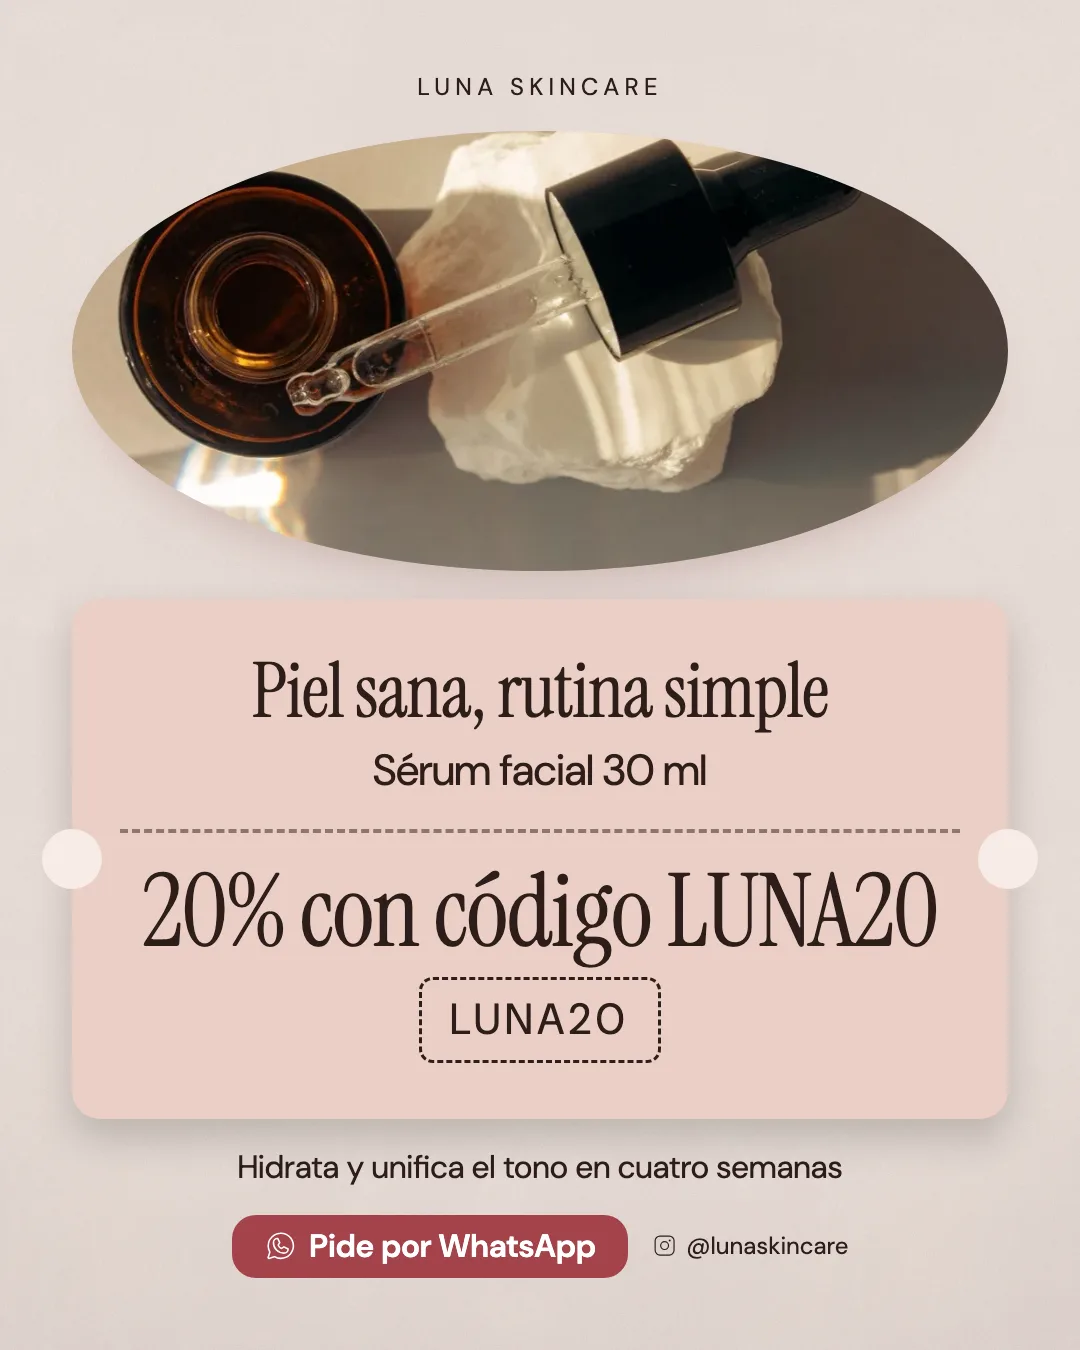 LUNA SKINCARE
Piel sana, rutina simple
Sérum facial 30 ml
20% con código LUNA20
LUNA20
Hidrata y unifica el tono en cuatro semanas
Pide por WhatsApp
@lunaskincare